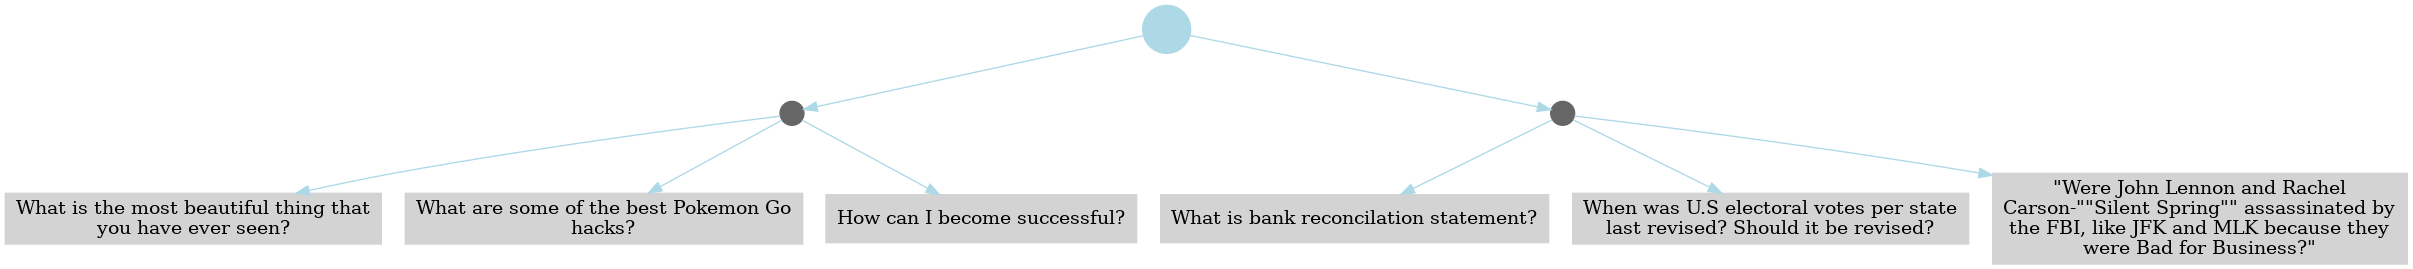 What is the most beautiful thing that
you have ever seen?
What are some of the best Pokemon Go
hacks?
How can I become successful?
What is bank reconcilation statement?
When was U.S electoral votes per state
last revised? Should it be revised?
"Were John Lennon and Rachel
Carson-""Silent Spring"" assassinated by
the FBI, like JFK and MLK because they
were Bad for Business?"